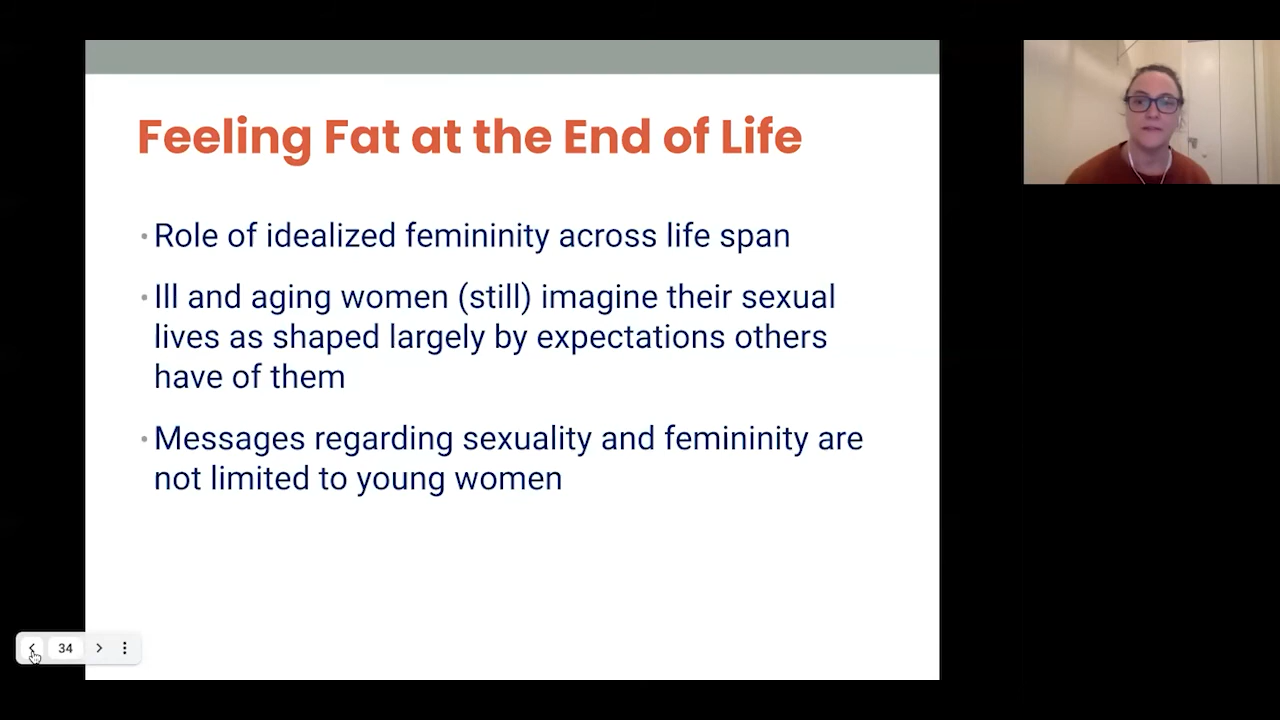 Feeling Fat at the End of Life
• Role of idealized femininity across life span
• Ill and aging women (still) imagine their sexual
lives as shaped largely by expectations others
have of them
• Messages regarding sexuality and femininity are
not limited to young women
34